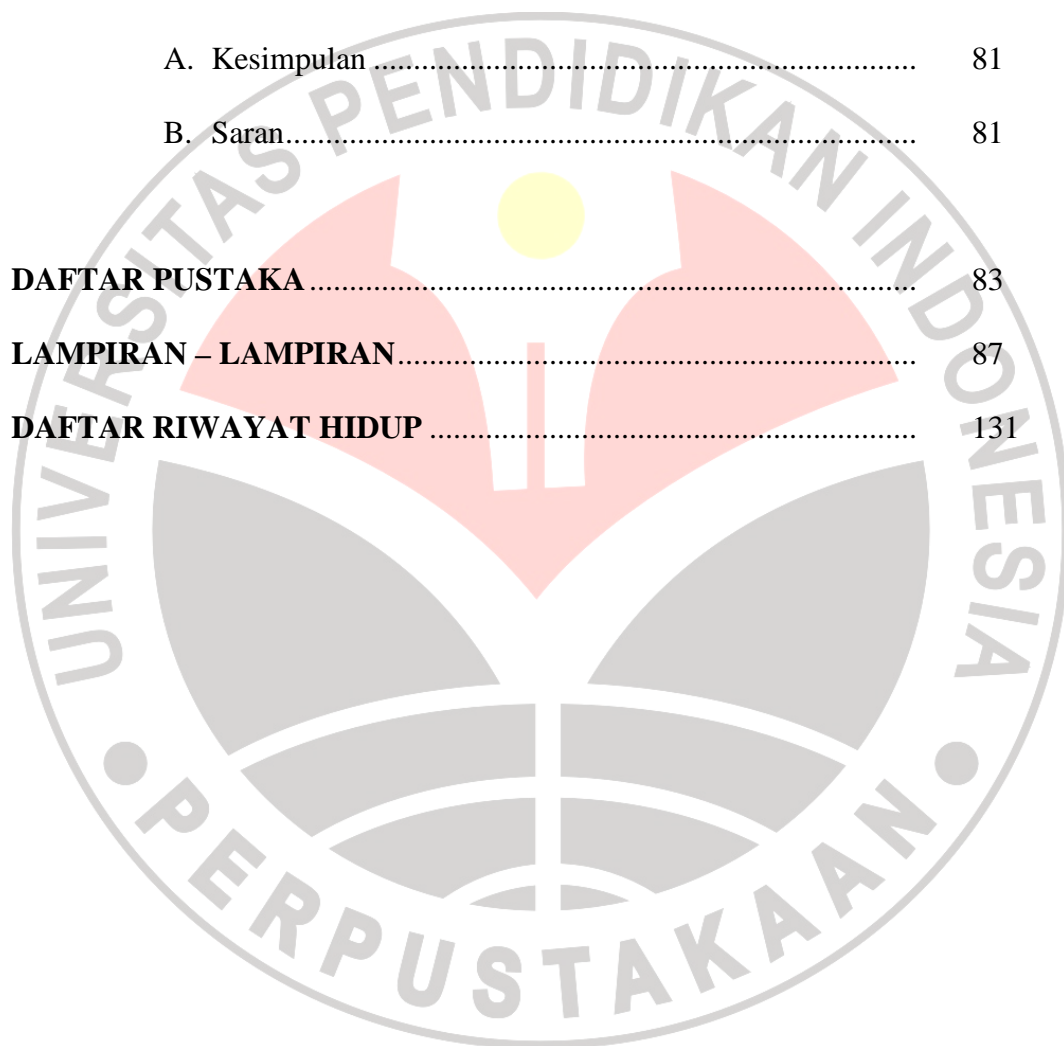 A. Kesimpulan .................................................................... 81
B. Saran............................................................................... 81
DAFTAR PUSTAKA ............................................................................ 83
LAMPIRAN – LAMPIRAN................................................................. 87
DAFTAR RIWAYAT HIDUP ............................................................. 131
UNIVERSITAS PENDIDIKAN INDONESIA
PERPUSTAKAAN